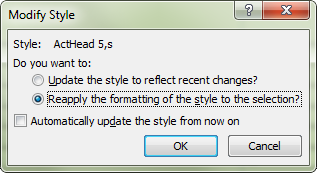 Modify Style
Style: ActHead 5,s
Do you want to:
Update the style to reflect recent changes?
Reapply the formatting of the style to the selection?
Automatically update the style from now on
OK Cancel